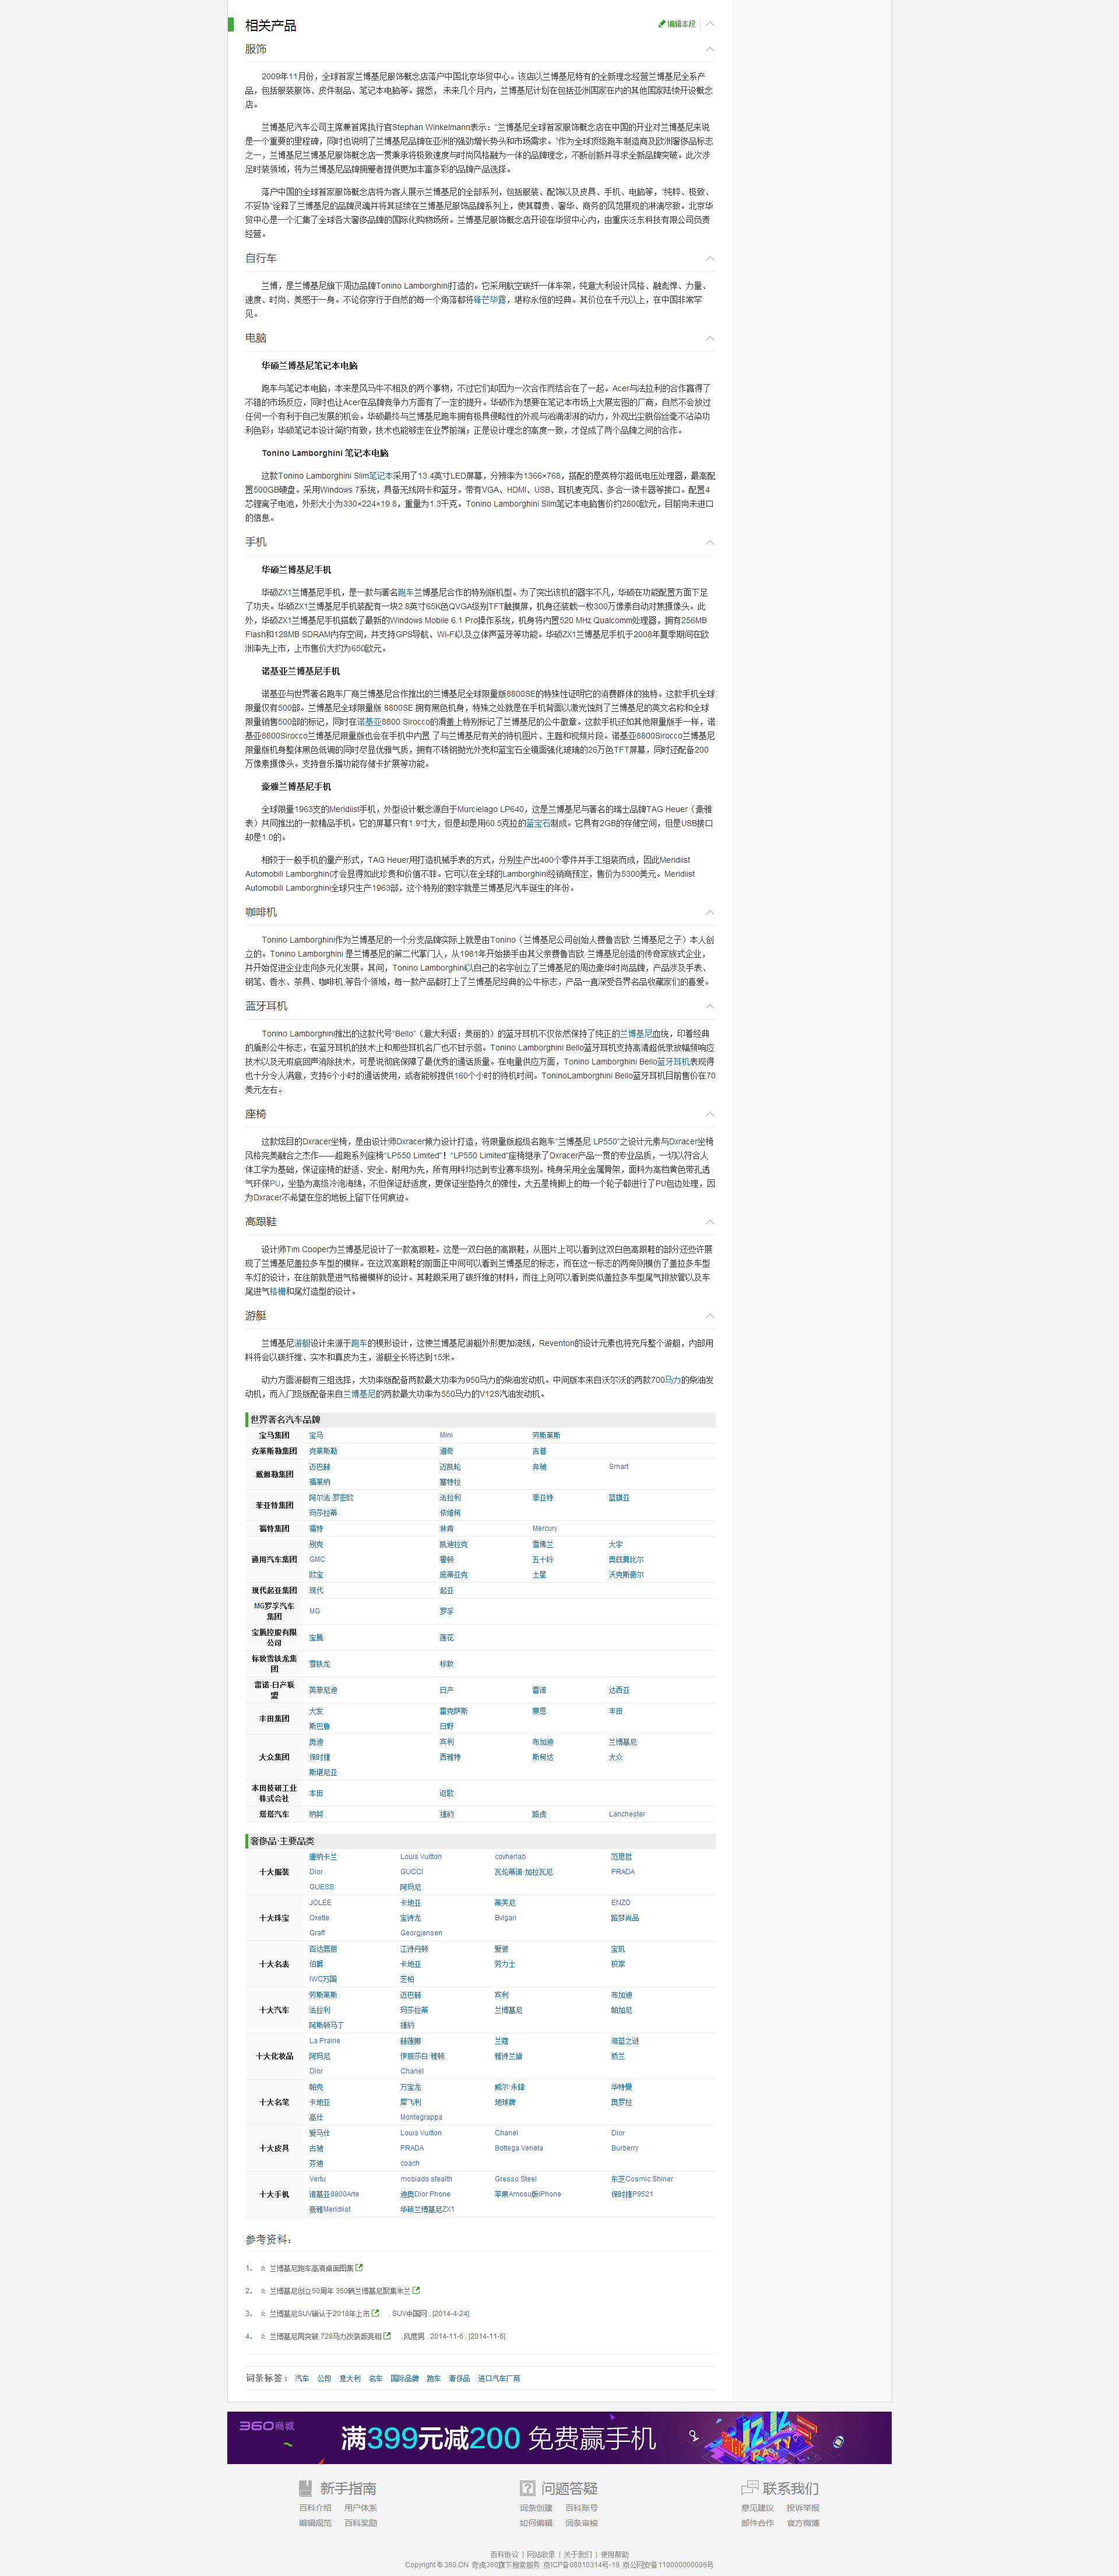 相关产品
编辑本段
服饰
2009年11月份，全球首家兰博基尼服饰概念店落户中国北京华贸中心。该店以兰博基尼特有的全新理念经营兰博基尼全系产
品，包括服装服饰、皮件制品、笔记本电脑等。据悉， 未来几个月内，兰博基尼计划在包括亚洲国家在内的其他国家陆续开设概念
店。
兰博基尼汽车公司主席兼首席执行官Stephan Winkelmann表示：“兰博基尼全球首家服饰概念店在中国的开业对兰博基尼来说
是一个重要的里程碑，同时也说明了兰博基尼品牌在亚洲的强劲增长势头和市场需求。”作为全球顶级跑车制造商及欧洲奢侈品标志
之一，兰博基尼兰博基尼服饰概念店一贯秉承将极致速度与时尚风格融为一体的品牌理念，不断创新并寻求全新品牌突破。此次涉
足时装领域，将为兰博基尼品牌拥趸者提供更加丰富多彩的品牌产品选择。
落户中国的全球首家服饰概念店将为客人展示兰博基尼的全部系列，包括服装、配饰以及皮具、手机、电脑等，“纯粹、极致、
不妥协”诠释了兰博基尼的品牌灵魂并将其延续在兰博基尼服饰品牌系列上，使其尊贵、奢华、商务的风范展现的淋漓尽致。北京华
贸中心是一个汇集了全球各大奢侈品牌的国际化购物场所。兰博基尼服饰概念店开设在华贸中心内，由重庆泛东科技有限公司负责
经营。
自行车
兰博，是兰博基尼旗下周边品牌Tonino Lamborghini打造的。它采用航空碳纤一体车架，纯意大利设计风格、融彪悍、力量、
速度、时尚、美感于一身。不论你穿行于自然的每一个角落都将锋芒毕露，堪称永恒的经典。其价位在千元以上，在中国非常罕
见。
电脑
华硕兰博基尼笔记本电脑
跑车与笔记本电脑，本来是风马牛不相及的两个事物，不过它们却因为一次合作而结合在了一起。Acer与法拉利的合作赢得了
不错的市场反应，同时也让Acer在品牌竞争力方面有了一定的提升。华硕作为想要在笔记本市场上大展宏图的厂商，自然不会放过
任何一个有利于自己发展的机会。华硕最终与兰博基尼跑车拥有极具侵略性的外观与汹涌澎湃的动力，外观出尘脱俗丝毫不沾染功
利色彩；华硕笔记本设计简约有致，技术也能够走在业界前端；正是设计理念的高度一致，才促成了两个品牌之间的合作。
Tonino Lamborghini 笔记本电脑
这款Tonino Lamborghini Slim笔记本采用了13.4英寸LED屏幕，分辨率为1366×768，搭配的是英特尔超低电压处理器，最高配
置500GB硬盘。采用Windows 7系统，具备无线网卡和蓝牙。带有VGA、HDMI、USB、耳机麦克风、多合一读卡器等接口。配置4
芯锂离子电池，外形大小为330×224×19.8，重量为1.3千克。Tonino Lamborghini Silm笔记本电脑售价约2800欧元，目前尚未进口
的信息。
手机
华硕兰博基尼手机
华硕ZX1兰博基尼手机，是一款与著名跑车兰博基尼合作的特别版机型。为了突出该机的器宇不凡，华硕在功能配置方面下足
了功夫。华硕ZX1兰博基尼手机装配有一块2.8英寸65K色QVGA级别TFT触摸屏，机身还装载一枚300万像素自动对焦摄像头。此
外，华硕ZX1兰博基尼手机搭载了最新的Windows Mobile 6.1 Pro操作系统，机身将内置520 MHz Qualcomm处理器，拥有256MB
Flash和128MB SDRAM内存空间，并支持GPS导航、Wi-Fi以及立体声蓝牙等功能。华硕ZX1兰博基尼手机于2008年夏季期间在欧
洲率先上市，上市售价大约为650欧元。
诺基亚兰博基尼手机
诺基亚与世界著名跑车厂商兰博基尼合作推出的兰博基尼全球限量版8800SE的特殊性证明它的消费群体的独特。这款手机全球
限量仅有500部。兰博基尼全球限量版 8800SE 拥有黑色机身，特殊之处就是在手机背面以激光蚀刻了兰博基尼的英文名称和全球
限量销售500部的标记，同时在诺基亚8800 Sirocco的滑盖上特别标记了兰博基尼的公牛徽章。这款手机还如其他限量版手一样，诺
基亚8800Sirocco兰博基尼限量版也会在手机中内置 了与兰博基尼有关的待机图片、主题和视频片段。诺基亚8800Sirocco兰博基尼
限量版机身整体黑色低调的同时尽显优雅气质，拥有不锈钢抛光外壳和蓝宝石全镜面强化玻璃的26万色TFT屏幕，同时还配备200
万像素摄像头。支持音乐播功能存储卡扩展等功能。
豪雅兰博基尼手机
全球限量1963支的Meridiist手机，外型设计概念源自于Murcielago LP640，这是兰博基尼与著名的瑞士品牌TAG Heuer（豪雅
表）共同推出的一款精品手机。它的屏幕只有1.9寸大，但是却是用60.5克拉的蓝宝石制成。它具有2GB的存储空间，但是USB接口
却是1.0的。
相较于一般手机的量产形式，TAG Heuer用打造机械手表的方式，分别生产出400个零件并手工组装而成，因此Meridiist
Automobili Lamborghini才会显得如此珍贵和价值不菲。它可以在全球的Lamborghini经销商预定，售价为5300美元。Meridiist
Automobili Lamborghini全球只生产1963部，这个特别的数字就是兰博基尼汽车诞生的年份。
咖啡机
Tonino Lamborghini作为兰博基尼的一个分支品牌实际上就是由Tonino（兰博基尼公司创始人费鲁吉欧·兰博基尼之子）本人创
立的。Tonino Lamborghini 是兰博基尼的第二代掌门人，从1981年开始接手由其父亲费鲁吉欧·兰博基尼创造的传奇家族式企业，
并开始促进企业走向多元化发展。其间，Tonino Lamborghini以自己的名字创立了兰博基尼的周边豪华时尚品牌，产品涉及手表、
钢笔、香水、茶具、咖啡机,等各个领域，每一款产品都打上了兰博基尼经典的公牛标志，产品一直深受各界名品收藏家们的喜爱。
蓝牙耳机
Tonino Lamborghini推出的这款代号“Bello”（意大利语：美丽的）的蓝牙耳机不仅依然保持了纯正的兰博基尼血统，印着经典
的盾形公牛标志，在蓝牙耳机的技术上和那些耳机名厂也不甘示弱。Tonino Lamborghini Bello蓝牙耳机支持高清超低录放幅频响应
技术以及无瑕疵回声消除技术，可是说彻底保障了最优秀的通话质量。在电量供应方面，Tonino Lamborghini Bello蓝牙耳机表现得
也十分令人满意，支持6个小时的通话使用，或者能够提供160个小时的待机时间。ToninoLamborghini Bello蓝牙耳机目前售价在70
美元左右。
座椅
这款炫目的Dxracer坐椅，是由设计师Dxracer倾力设计打造，将限量版超级名跑车“兰博基尼 LP550”之设计元素与Dxracer坐椅
风格完美融合之杰作——超跑系列座椅“LP550 Limited”！“LP550 Limited”座椅继承了Dxracer产品一贯的专业品质，一切以符合人
体工学为基础，保证座椅的舒适、安全、耐用为先，所有用料均达到专业赛车级别。椅身采用全金属骨架，面料为高档黄色带孔透
气环保PU，坐垫为高级冷泡海绵，不但保证舒适度，更保证坐垫持久的弹性，大五星椅脚上的每一个轮子都进行了PU包边处理，因
为Dxracer不希望在您的地板上留下任何痕迹。
高跟鞋
设计师Tim Cooper为兰博基尼设计了一款高跟鞋。这是一双白色的高跟鞋，从图片上可以看到这双白色高跟鞋的部分还些许展
现了兰博基尼盖拉多车型的模样。在这双高跟鞋的前面正中间可以看到兰博基尼的标志，而在这一标志的两旁则模仿了盖拉多车型
车灯的设计，在往前就是进气格栅模样的设计。其鞋跟采用了碳纤维的材料，而往上则可以看到类似盖拉多车型尾气排放管以及车
尾进气格栅和尾灯造型的设计。
游艇
兰博基尼游艇设计来源于跑车的模形设计，这使兰博基尼游艇外形更加流线，Reventon的设计元素也将充斥整个游艇，内部用
料将会以碳纤维、实木和真皮为主，游艇全长将达到15米。
动力方面游艇有三组选择，大功率版配备两款最大功率为950马力的柴油发动机。中间版本来自沃尔沃的两款700马力的柴油发
动机，而入门级版配备来自兰博基尼的两款最大功率为550马力的V12S汽油发动机。
世界著名汽车品牌
宝马集团 宝马 Mini 劳斯莱斯
克莱斯勒集团 克莱斯勒 道奇 吉普
戴姆勒集团 迈巴赫 迈凯轮 奔驰 Smart
福莱纳 塞特拉
菲亚特集团 阿尔法·罗密欧 法拉利 菲亚特 蓝旗亚
玛莎拉蒂 依维柯
福特集团 福特 林肯 Mercury
通用汽车集团 别克 凯迪拉克 雪佛兰 大宇
GMC 霍顿 五十铃 奥兹莫比尔
欧宝 庞蒂亚克 土星 沃克斯豪尔
现代起亚集团 现代 起亚
MG罗孚汽车集团 MG 罗孚
宝腾控股有限公司 宝腾 莲花
标致雪铁龙集团 雪铁龙 标致
雷诺-日产联盟 英菲尼迪 日产 雷诺 达西亚
丰田集团 大发 雷克萨斯 赛恩 丰田
斯巴鲁 日野
大众集团 奥迪 宾利 布加迪 兰博基尼
保时捷 西雅特 斯柯达 大众
斯堪尼亚
本田技研工业株式会社 本田 讴歌
塔塔汽车 纳努 捷豹 路虎 Lanchester
奢侈品·主要品类
十大服装 唐纳卡兰 Louis Vuitton covherlab 范思哲
Dior GUCCI 瓦伦蒂诺·加拉瓦尼 PRADA
GUESS 阿玛尼
十大珠宝 JOLEE 卡地亚 蒂芙尼 ENZO
Oxette 宝诗龙 Bvlgari 路梦尚品
Graff Georgjensen
十大名表 百达翡丽 江诗丹顿 爱彼 宝玑
伯爵 卡地亚 劳力士 积家
IWC万国 芝柏
十大汽车 劳斯莱斯 迈巴赫 宾利 布加迪
法拉利 玛莎拉蒂 兰博基尼 帕加尼
阿斯顿马丁 捷豹
十大化妆品 La Prairie 赫莲娜 兰蔻 海蓝之谜
阿玛尼 伊丽莎白·雅顿 雅诗兰黛 娇兰
Dior Chanel
十大名笔 帕克 万宝龙 威尔·永锋 华特曼
卡地亚 犀飞利 地球牌 奥罗拉
高仕 Montegrappa
十大皮具 爱马仕 Louis Vuitton Chanel Dior
古驰 PRADA Bottega Veneta Burberry
芬迪 coach
十大手机 Vertu mobiado stealth Gresso Steel 东芝Cosmic Shiner
诺基亚8800Arte 迪奥Dior Phone 苹果Amosu版iPhone 保时捷P9521
豪雅Meridiist 华硕兰博基尼ZX1
参考资料：
1. 兰博基尼跑车高清桌面图集
2. 兰博基尼创立50周年 350辆兰博基尼聚集米兰
3. 兰博基尼SUV确认于2018年上市 . SUV中国网 . [2014-4-24]
4. 兰博基尼再突破 728马力改装版亮相 . 风度男 . 2014-11-6 . [2014-11-6]
词条标签： 汽车 公司 意大利 名车 国际品牌 跑车 奢侈品 进口汽车厂商
360商城
满399元减200 免费赢手机
1212
PARTY
新手指南 问题答疑 联系我们
百科介绍 用户体系 词条创建 百科账号 意见建议 投诉举报
编辑规范 百科奖励 如何编辑 词条审核 邮件合作 官方微博
百科协议 | 网站收录 | 关于我们 | 使用帮助
Copyright © 360.CN 奇虎360旗下搜索服务 京ICP备08010314号-19 京公网安备110000000006号